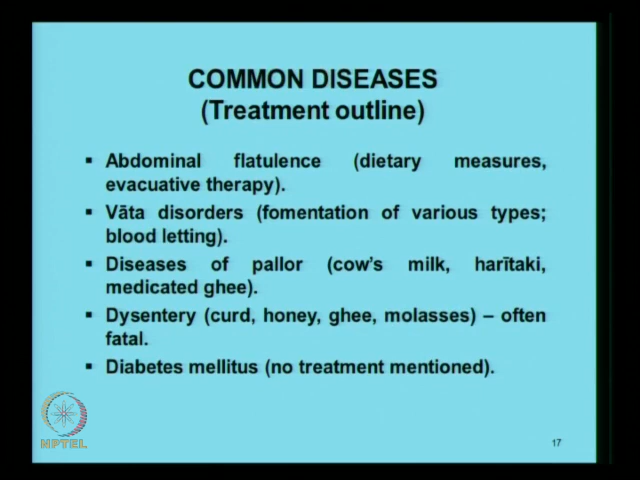 COMMON DISEASES
(Treatment outline)
▪ Abdominal flatulence (dietary measures,
evacuative therapy).
▪ Vāta disorders (fomentation of various types;
blood letting).
▪ Diseases of pallor (cow's milk, harītaki,
medicated ghee).
▪ Dysentery (curd, honey, ghee, molasses) – often
fatal.
▪ Diabetes mellitus (no treatment mentioned).
NPTEL
17